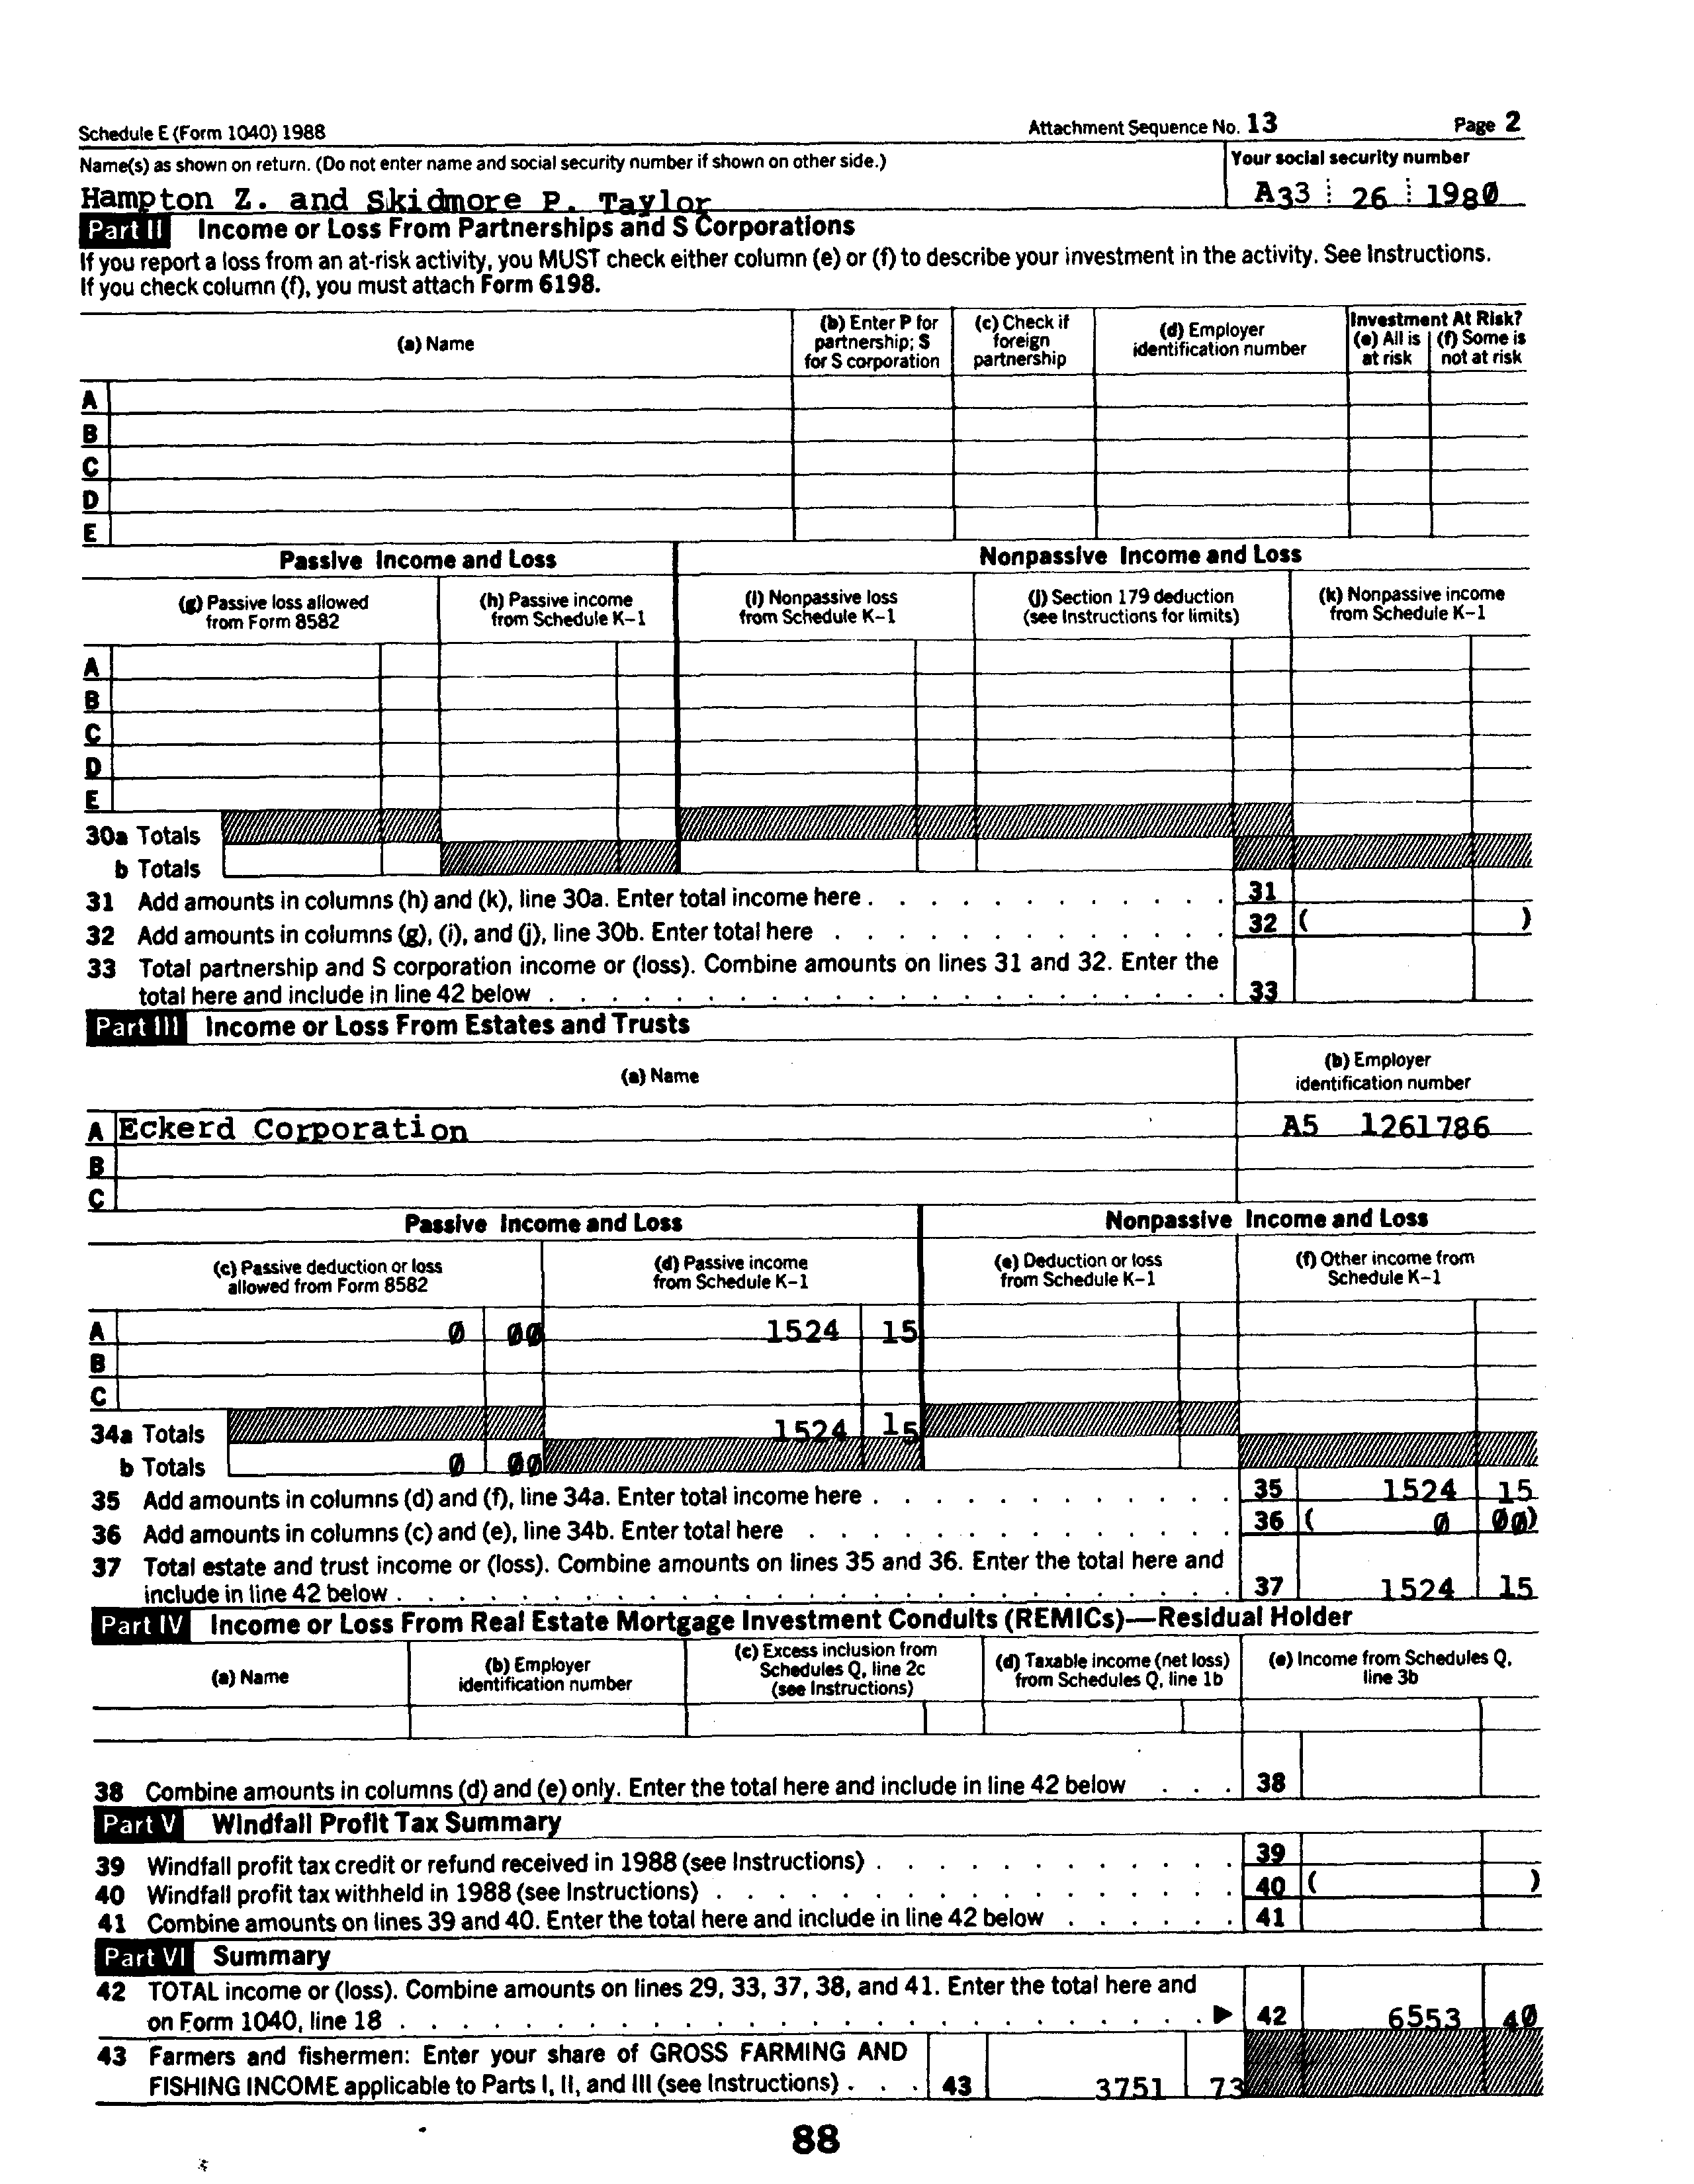 Schedule E (Form 1040) 1988 Attachment Sequence No. 13 Page 2
Name(s) as shown on return. (Do not enter name and social security number if shown on other side.) Your social security number
Hampton Z. and Skidmore P. Taylor A33 26 1980
Part II Income or Loss From Partnerships and S Corporations
If you report a loss from an at-risk activity, you MUST check either column (e) or (f) to describe your investment in the activity. See Instructions.
If you check column (f), you must attach Form 6198.
(a) Name (b) Enter P for partnership; S for S corporation (c) Check if foreign partnership (d) Employer identification number Investment At Risk? (e) All is at risk (f) Some is not at risk
A
B
C
D
E
Passive Income and Loss Nonpassive Income and Loss
(g) Passive loss allowed from Form 8582 (h) Passive income from Schedule K-1 (i) Nonpassive loss from Schedule K-1 (j) Section 179 deduction (see Instructions for limits) (k) Nonpassive income from Schedule K-1
A
B
C
D
E
30a Totals
b Totals
31 Add amounts in columns (h) and (k), line 30a. Enter total income here 31
32 Add amounts in columns (g), (i), and (j), line 30b. Enter total here 32 ( )
33 Total partnership and S corporation income or (loss). Combine amounts on lines 31 and 32. Enter the
total here and include in line 42 below 33
Part III Income or Loss From Estates and Trusts
(a) Name (b) Employer identification number
A Eckerd Corporation A5 1261786
B
C
Passive Income and Loss Nonpassive Income and Loss
(c) Passive deduction or loss allowed from Form 8582 (d) Passive income from Schedule K-1 (e) Deduction or loss from Schedule K-1 (f) Other income from Schedule K-1
A 0 00 1524 15
B
C
34a Totals 1524 15
b Totals 0 00
35 Add amounts in columns (d) and (f), line 34a. Enter total income here 35 1524 15
36 Add amounts in columns (c) and (e), line 34b. Enter total here 36 ( 0 00)
37 Total estate and trust income or (loss). Combine amounts on lines 35 and 36. Enter the total here and
include in line 42 below 37 1524 15
Part IV Income or Loss From Real Estate Mortgage Investment Conduits (REMICs)—Residual Holder
(a) Name (b) Employer identification number (c) Excess inclusion from Schedules Q, line 2c (see Instructions) (d) Taxable income (net loss) from Schedules Q, line 1b (e) Income from Schedules Q, line 3b
38 Combine amounts in columns (d) and (e) only. Enter the total here and include in line 42 below 38
Part V Windfall Profit Tax Summary
39 Windfall profit tax credit or refund received in 1988 (see Instructions) 39
40 Windfall profit tax withheld in 1988 (see Instructions) 40 ( )
41 Combine amounts on lines 39 and 40. Enter the total here and include in line 42 below 41
Part VI Summary
42 TOTAL income or (loss). Combine amounts on lines 29, 33, 37, 38, and 41. Enter the total here and
on Form 1040, line 18 ▶ 42 6553 40
43 Farmers and fishermen: Enter your share of GROSS FARMING AND
FISHING INCOME applicable to Parts I, II, and III (see Instructions) 43 3751 73
88